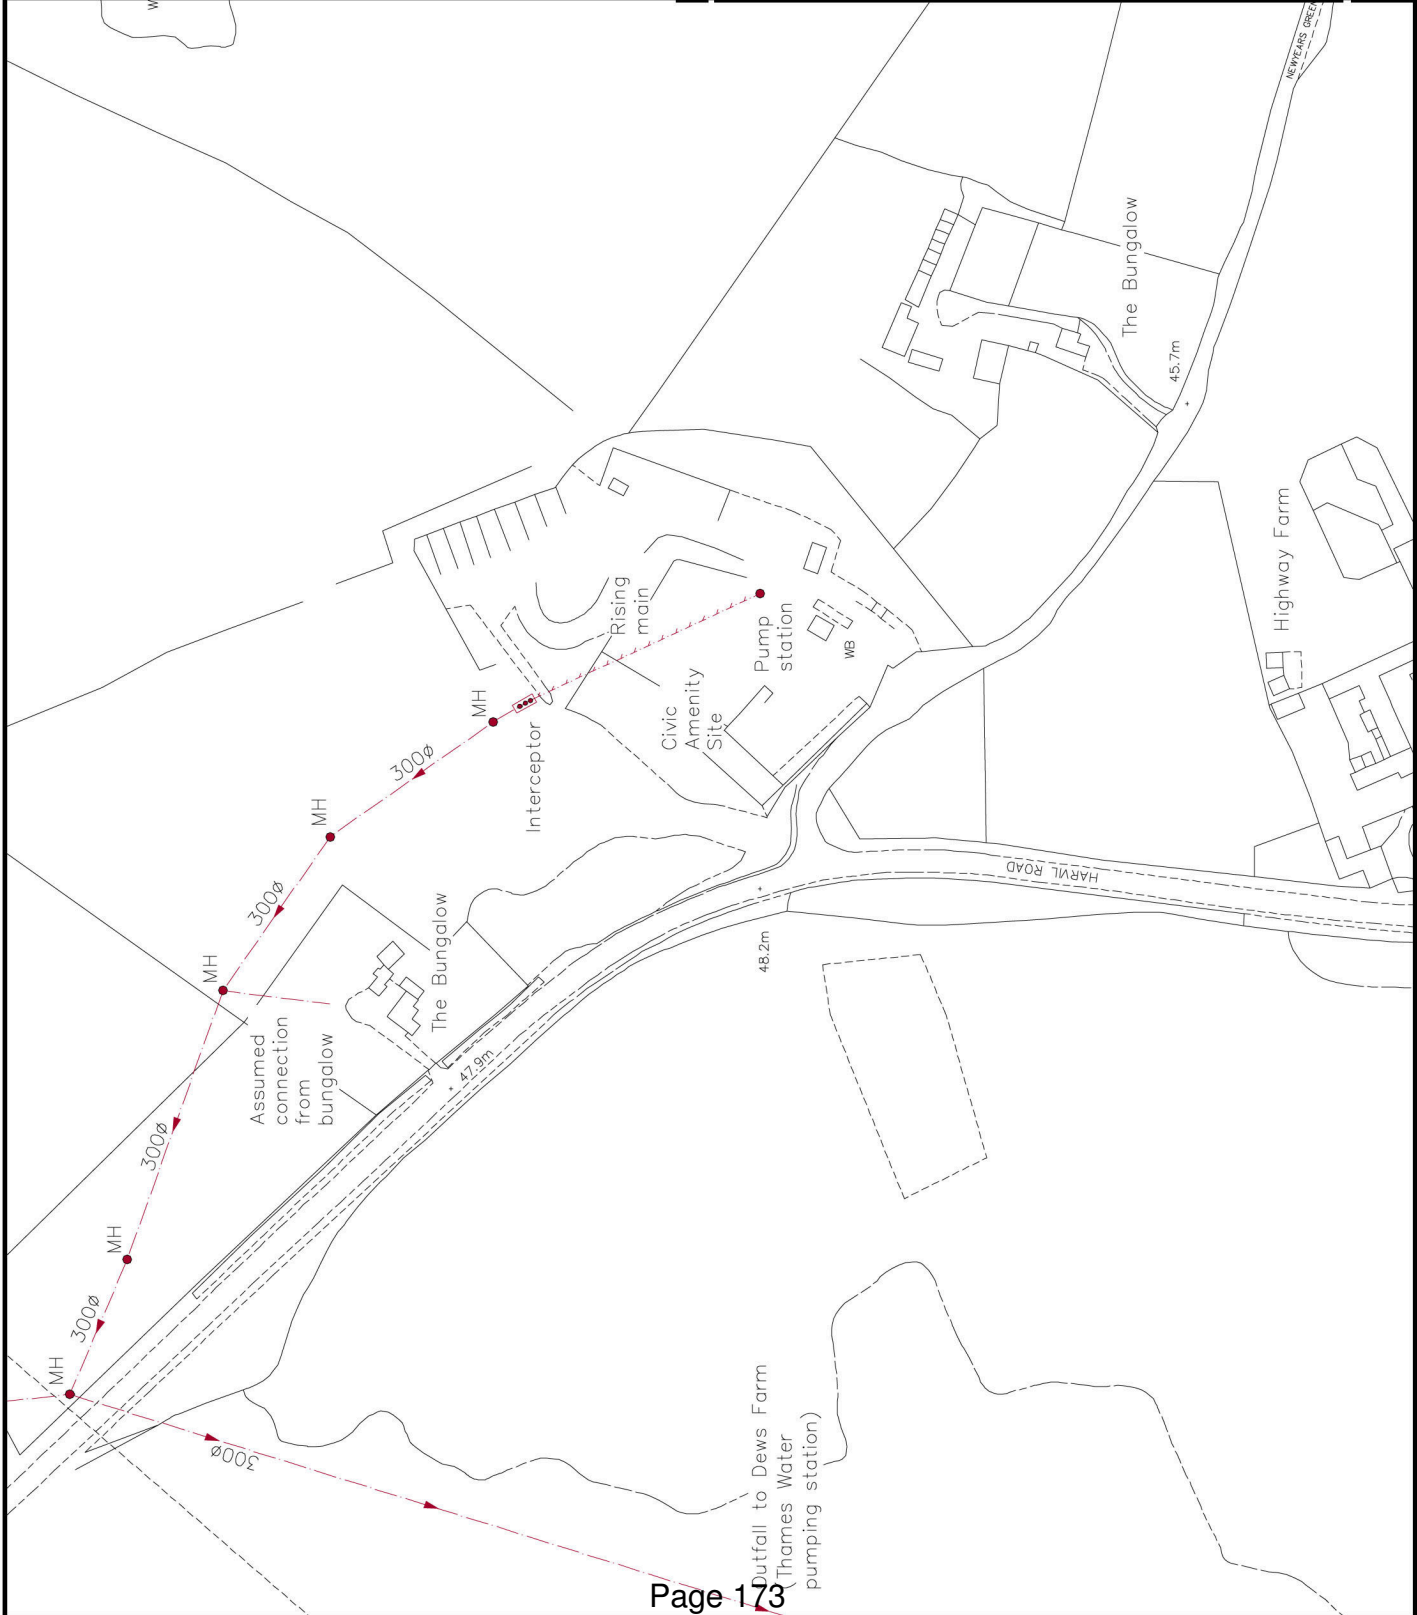 W
NEWYEARS GREEN
The Bungalow
45.7m
Highway Farm
Rising
main
Pump
station
WB
Civic
Amenity
Site
MH
Interceptor
300ø
MH
300ø
MH
The Bungalow
HARVIL ROAD
48.2m
47.9m
Assumed
connection
from
bungalow
300ø
MH
300ø
MH
300ø
Outfall to Dews Farm
(Thames Water
pumping station)
Page 173